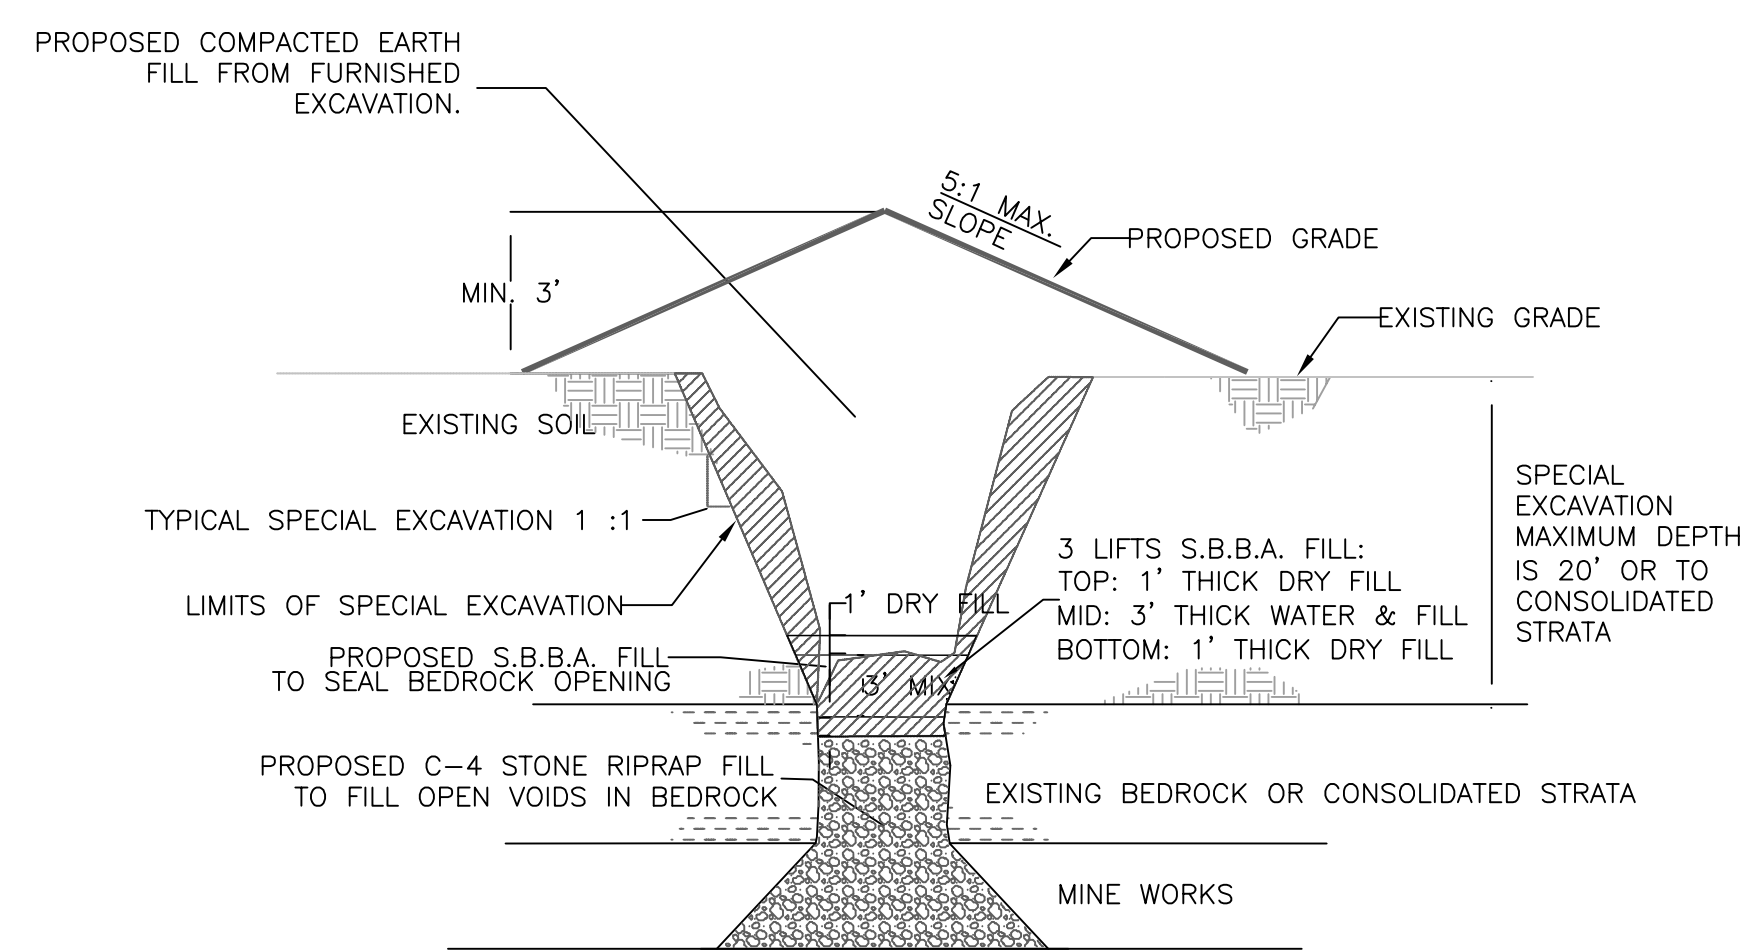 PROPOSED COMPACTED EARTH
FILL FROM FURNISHED
EXCAVATION.
5:1 MAX.
SLOPE
PROPOSED GRADE
MIN. 3'
EXISTING GRADE
EXISTING SOIL
TYPICAL SPECIAL EXCAVATION 1 :1
LIMITS OF SPECIAL EXCAVATION
SPECIAL
EXCAVATION
MAXIMUM DEPTH
IS 20' OR TO
CONSOLIDATED
STRATA
3 LIFTS S.B.B.A. FILL:
TOP: 1' THICK DRY FILL
MID: 3' THICK WATER & FILL
BOTTOM: 1' THICK DRY FILL
1' DRY FILL
PROPOSED S.B.B.A. FILL
TO SEAL BEDROCK OPENING
3' MIX
PROPOSED C-4 STONE RIPRAP FILL
TO FILL OPEN VOIDS IN BEDROCK
EXISTING BEDROCK OR CONSOLIDATED STRATA
MINE WORKS